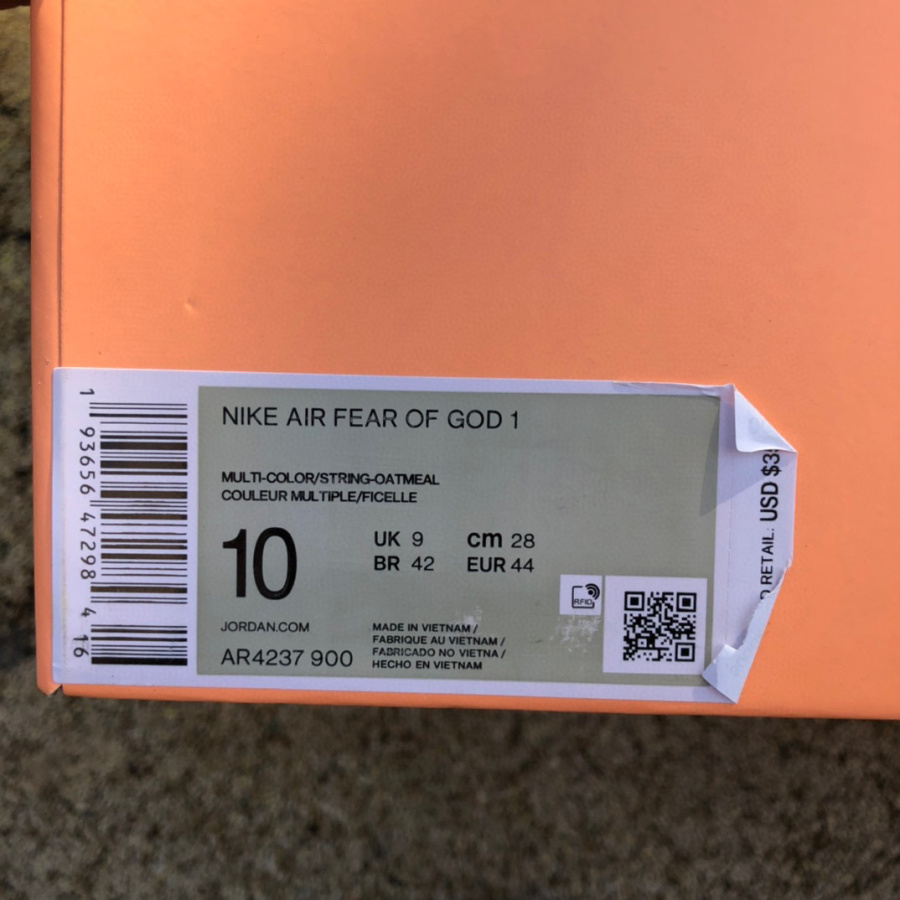 1 93656 47298 4 16
NIKE AIR FEAR OF GOD 1
MULTI-COLOR/STRING-OATMEAL
COULEUR MULTIPLE/FICELLE
10
UK 9 cm 28
BR 42 EUR 44
RFID
JORDAN.COM
AR4237 900
MADE IN VIETNAM /
FABRIQUE AU VIETNAM /
FABRICADO NO VIETNA /
HECHO EN VIETNAM
RETAIL: USD